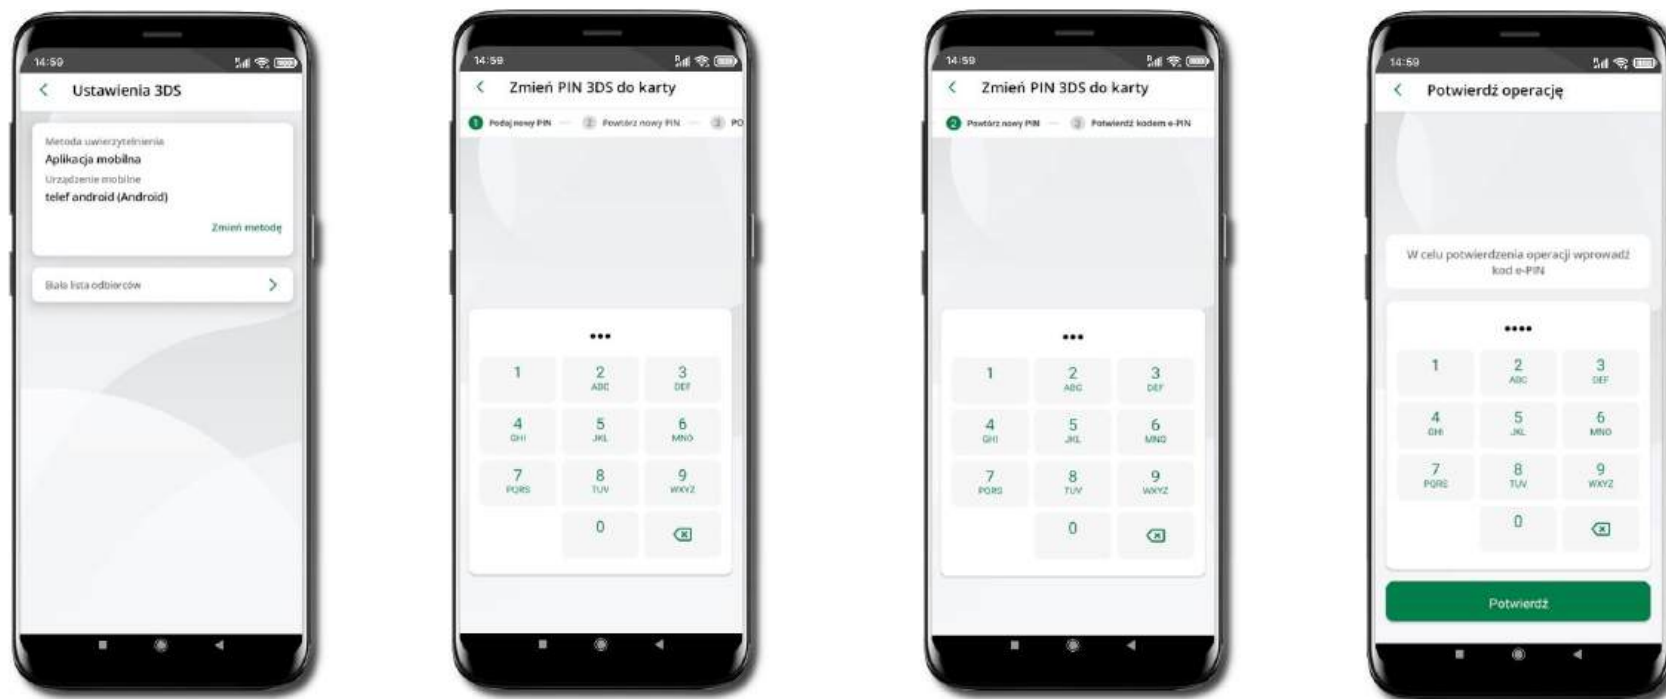 14:59
Ustawienia 3DS
Metoda uwierzytelnienia
Aplikacja mobilna
Urządzenie mobilne
telef android (Android)
Zmień metodę
Biała lista odbiorców
14:59
Zmień PIN 3DS do karty
1 Podaj nowy PIN 2 Powtórz nowy PIN 3 PO
1 2 3
ABC DEF
4 5 6
GHI JKL MNO
7 8 9
PQRS TUV WXYZ
0
14:59
Zmień PIN 3DS do karty
2 Powtórz nowy PIN 3 Potwierdź kodem e-PIN
1 2 3
ABC DEF
4 5 6
GHI JKL MNO
7 8 9
PQRS TUV WXYZ
0
14:59
Potwierdź operację
W celu potwierdzenia operacji wprowadź
kod e-PIN
1 2 3
ABC DEF
4 5 6
GHI JKL MNO
7 8 9
PQRS TUV WXYZ
0
Potwierdź